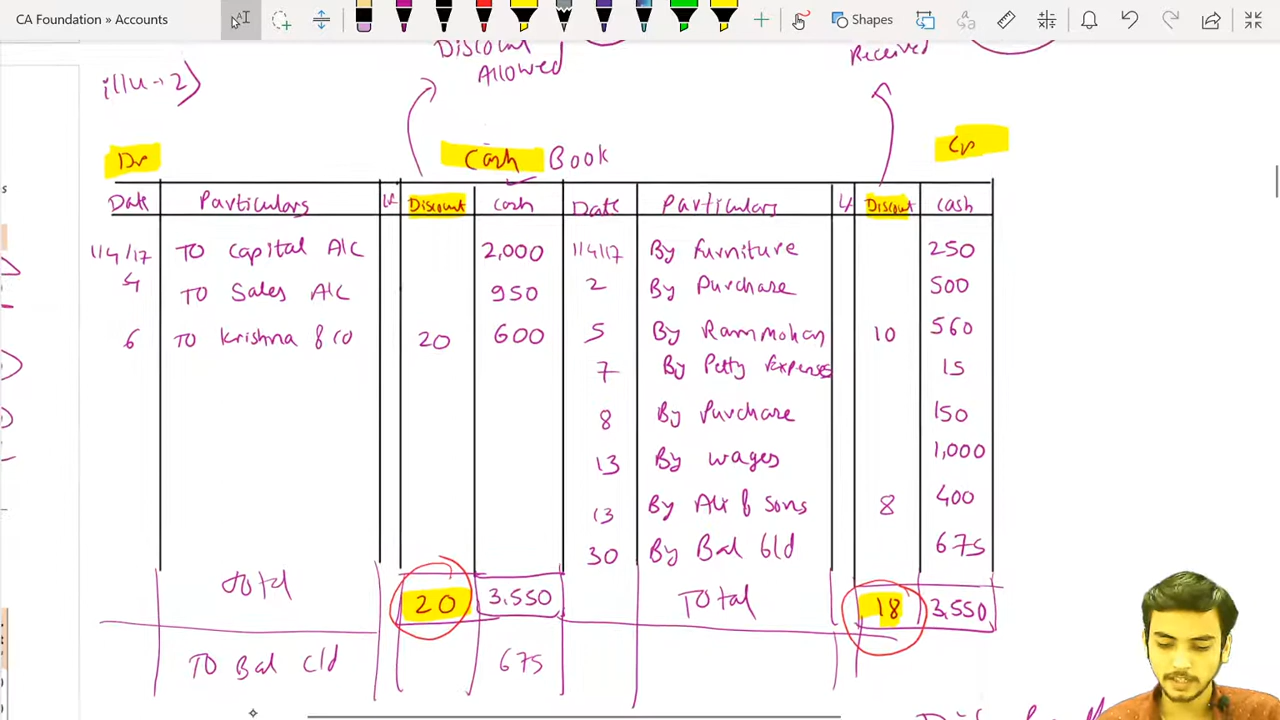 CA Foundation » Accounts
Shapes
Discount
Allowed
Received
illu → 2)
Dr Cash Book Cr
Date Particulars LF Discount cash Date Particulars LF Discount cash
1/4/17 TO Capital A/C 2,000 1/4/17 By furniture 250
4 TO Sales A/C 950 2 By Purchase 500
6 TO Krishna & co 20 600 5 By Rammohan 10 560
7 By Petty Expenses 15
8 By Purchase 150
13 By wages 1,000
13 By Ali & Sons 8 400
30 By Bal b/d 675
Total 20 3,550 Total 18 3,550
TO Bal c/d 675